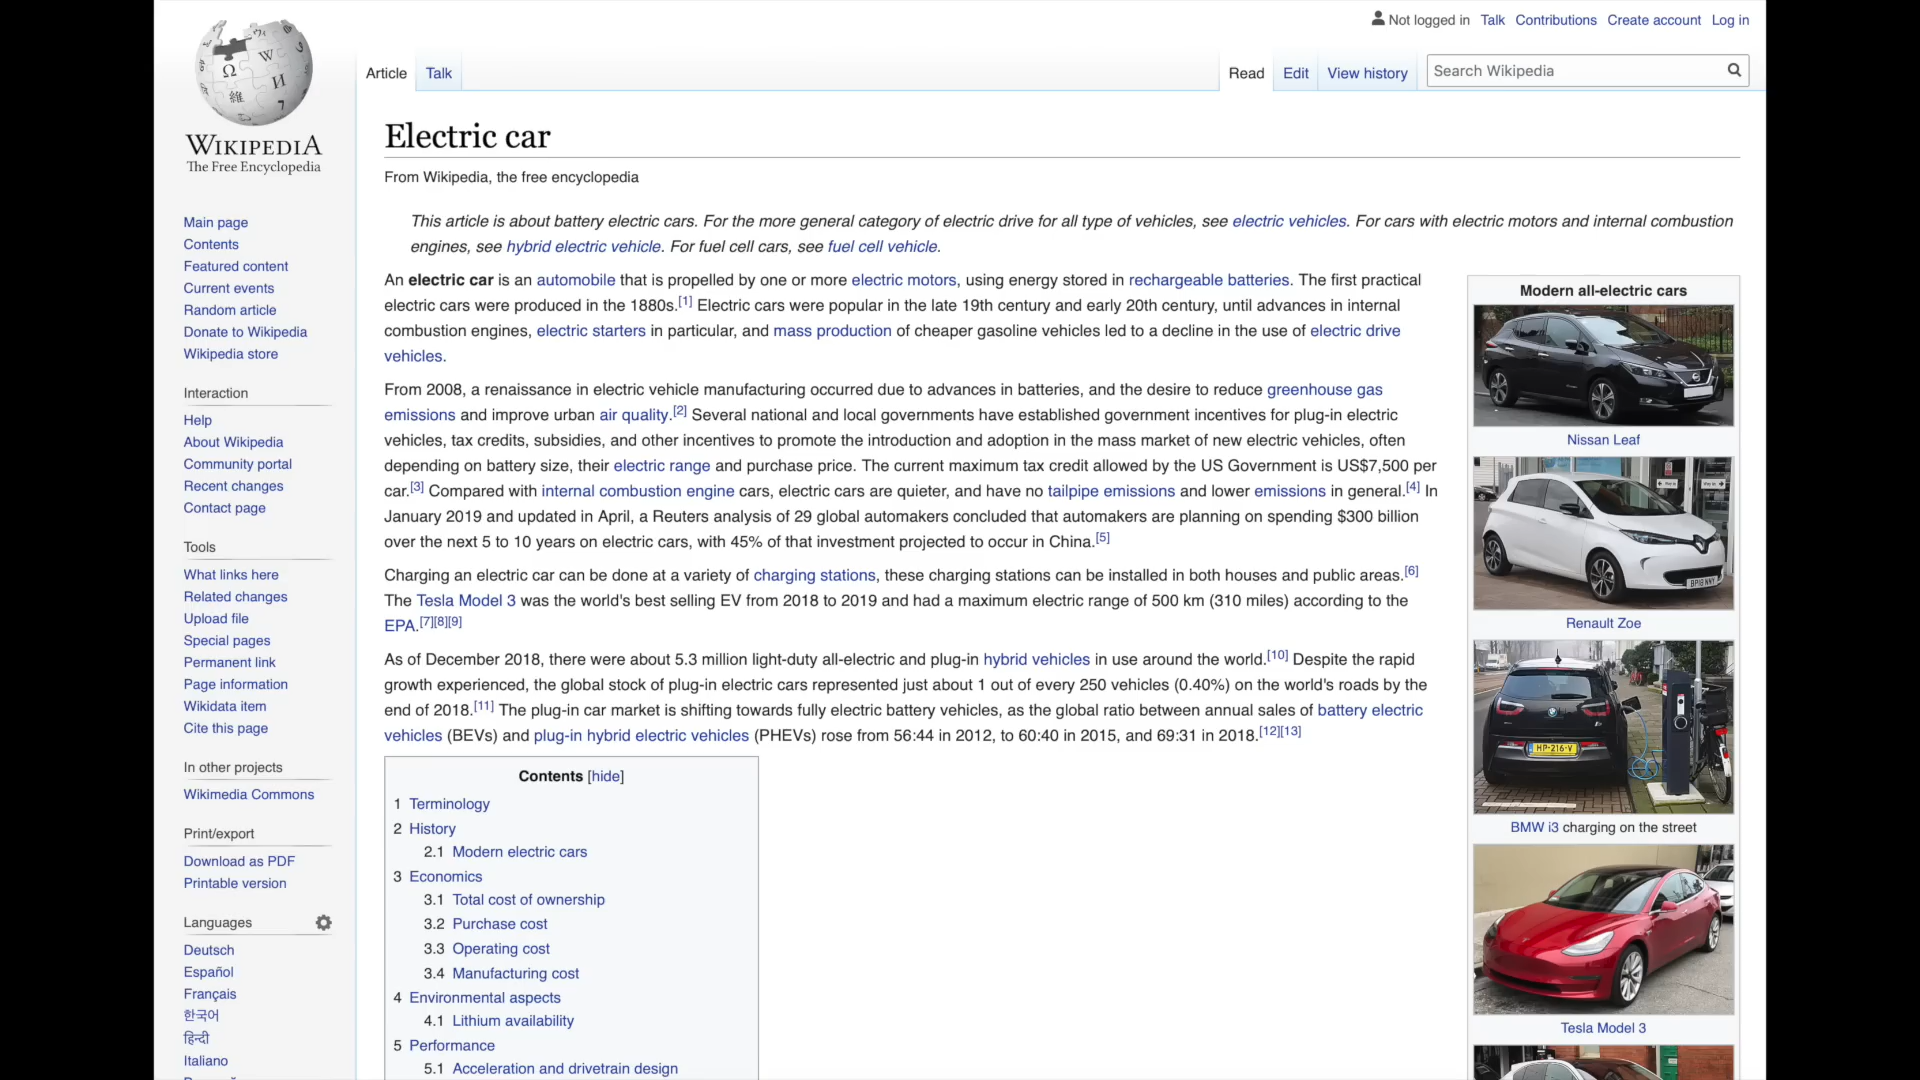 Not logged in Talk Contributions Create account Log in
Article Talk Read Edit View history Search Wikipedia
WIKIPEDIA
The Free Encyclopedia
Main page
Contents
Featured content
Current events
Random article
Donate to Wikipedia
Wikipedia store
Interaction
Help
About Wikipedia
Community portal
Recent changes
Contact page
Tools
What links here
Related changes
Upload file
Special pages
Permanent link
Page information
Wikidata item
Cite this page
In other projects
Wikimedia Commons
Print/export
Download as PDF
Printable version
Languages
Deutsch
Español
Français
한국어
हिन्दी
Italiano
Electric car
From Wikipedia, the free encyclopedia
This article is about battery electric cars. For the more general category of electric drive for all type of vehicles, see electric vehicles. For cars with electric motors and internal combustion
engines, see hybrid electric vehicle. For fuel cell cars, see fuel cell vehicle.
An electric car is an automobile that is propelled by one or more electric motors, using energy stored in rechargeable batteries. The first practical
electric cars were produced in the 1880s.[1] Electric cars were popular in the late 19th century and early 20th century, until advances in internal
combustion engines, electric starters in particular, and mass production of cheaper gasoline vehicles led to a decline in the use of electric drive
vehicles.
From 2008, a renaissance in electric vehicle manufacturing occurred due to advances in batteries, and the desire to reduce greenhouse gas
emissions and improve urban air quality.[2] Several national and local governments have established government incentives for plug-in electric
vehicles, tax credits, subsidies, and other incentives to promote the introduction and adoption in the mass market of new electric vehicles, often
depending on battery size, their electric range and purchase price. The current maximum tax credit allowed by the US Government is US$7,500 per
car.[3] Compared with internal combustion engine cars, electric cars are quieter, and have no tailpipe emissions and lower emissions in general.[4] In
January 2019 and updated in April, a Reuters analysis of 29 global automakers concluded that automakers are planning on spending $300 billion
over the next 5 to 10 years on electric cars, with 45% of that investment projected to occur in China.[5]
Charging an electric car can be done at a variety of charging stations, these charging stations can be installed in both houses and public areas.[6]
The Tesla Model 3 was the world's best selling EV from 2018 to 2019 and had a maximum electric range of 500 km (310 miles) according to the
EPA.[7][8][9]
As of December 2018, there were about 5.3 million light-duty all-electric and plug-in hybrid vehicles in use around the world.[10] Despite the rapid
growth experienced, the global stock of plug-in electric cars represented just about 1 out of every 250 vehicles (0.40%) on the world's roads by the
end of 2018.[11] The plug-in car market is shifting towards fully electric battery vehicles, as the global ratio between annual sales of battery electric
vehicles (BEVs) and plug-in hybrid electric vehicles (PHEVs) rose from 56:44 in 2012, to 60:40 in 2015, and 69:31 in 2018.[12][13]
Contents [hide]
1 Terminology
2 History
2.1 Modern electric cars
3 Economics
3.1 Total cost of ownership
3.2 Purchase cost
3.3 Operating cost
3.4 Manufacturing cost
4 Environmental aspects
4.1 Lithium availability
5 Performance
5.1 Acceleration and drivetrain design
Modern all-electric cars
Nissan Leaf
BP18 NNY
Renault Zoe
HP-216-V
BMW i3 charging on the street
Tesla Model 3